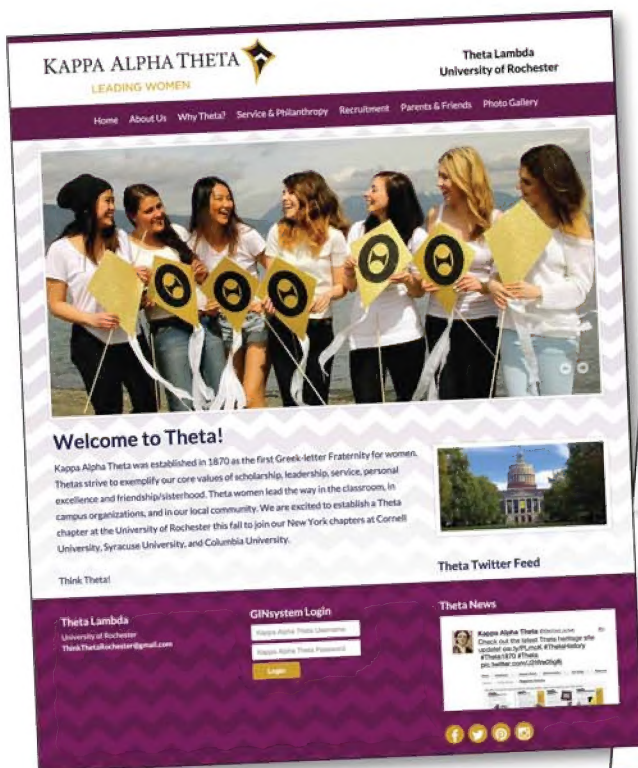 KAPPA ALPHA THETA
LEADING WOMEN
Theta Lambda
University of Rochester
Home About Us Why Theta? Service & Philanthropy Recruitment Parents & Friends Photo Gallery
Welcome to Theta!
Kappa Alpha Theta was established in 1870 as the first Greek-letter Fraternity for women.
Thetas strive to exemplify our core values of scholarship, leadership, service, personal
excellence and friendship/sisterhood. Theta women lead the way in the classroom, in
campus organizations, and in our local community. We are excited to establish a Theta
chapter at the University of Rochester this fall to join our New York chapters at Cornell
University, Syracuse University, and Columbia University.
Think Theta!
Theta Twitter Feed
Theta Lambda
University of Rochester
ThinkThetaRochester@gmail.com
GINsystem Login
Kappa Alpha Theta Username
Kappa Alpha Theta Password
Login
Theta News
Kappa Alpha Theta
Check out the latest Theta heritage site
update! #ThetaHistory
#Theta1870 #Theta